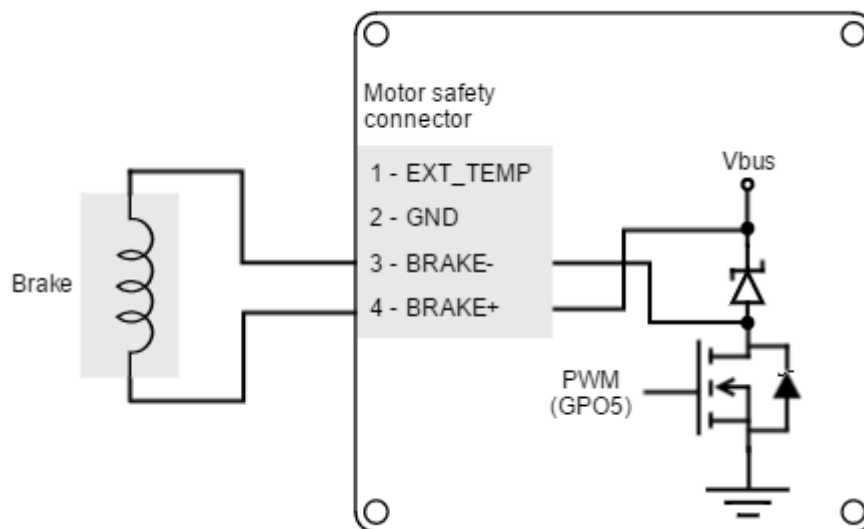 Motor safety
connector
1 - EXT_TEMP
2 - GND
3 - BRAKE-
4 - BRAKE+
Brake
Vbus
PWM
(GPO5)